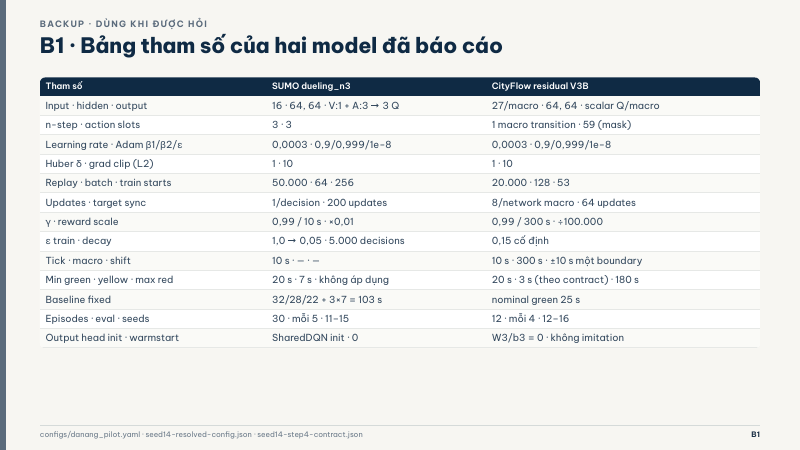 BACKUP · DÙNG KHI ĐƯỢC HỎI
B1 · Bảng tham số của hai model đã báo cáo
Tham số SUMO dueling_n3 CityFlow residual V3B
Input · hidden · output 16 · 64, 64 · V:1 + A:3 → 3 Q 27/macro · 64, 64 · scalar Q/macro
n-step · action slots 3 · 3 1 macro transition · 59 (mask)
Learning rate · Adam β1/β2/ε 0,0003 · 0,9/0,999/1e-8 0,0003 · 0,9/0,999/1e-8
Huber δ · grad clip (L2) 1 · 10 1 · 10
Replay · batch · train starts 50.000 · 64 · 256 20.000 · 128 · 53
Updates · target sync 1/decision · 200 updates 8/network macro · 64 updates
γ · reward scale 0,99 / 10 s · ×0,01 0,99 / 300 s · ÷100.000
ε train · decay 1,0 → 0,05 · 5.000 decisions 0,15 cố định
Tick · macro · shift 10 s · — · — 10 s · 300 s · ±10 s một boundary
Min green · yellow · max red 20 s · 7 s · không áp dụng 20 s · 3 s (theo contract) · 180 s
Baseline fixed 32/28/22 + 3×7 = 103 s nominal green 25 s
Episodes · eval · seeds 30 · mỗi 5 · 11–15 12 · mỗi 4 · 12–16
Output head init · warmstart SharedDQN init · 0 W3/b3 = 0 · không imitation
configs/danang_pilot.yaml · seed14-resolved-config.json · seed14-step4-contract.json
B1